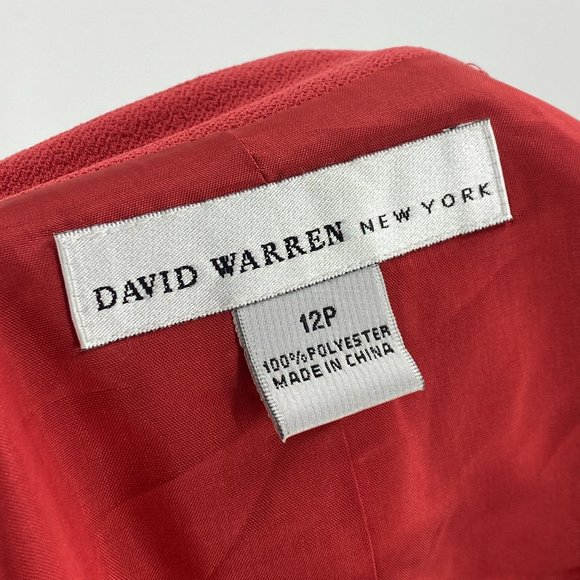 DAVID WARREN NEW YORK
12P
100% POLYESTER
MADE IN CHINA